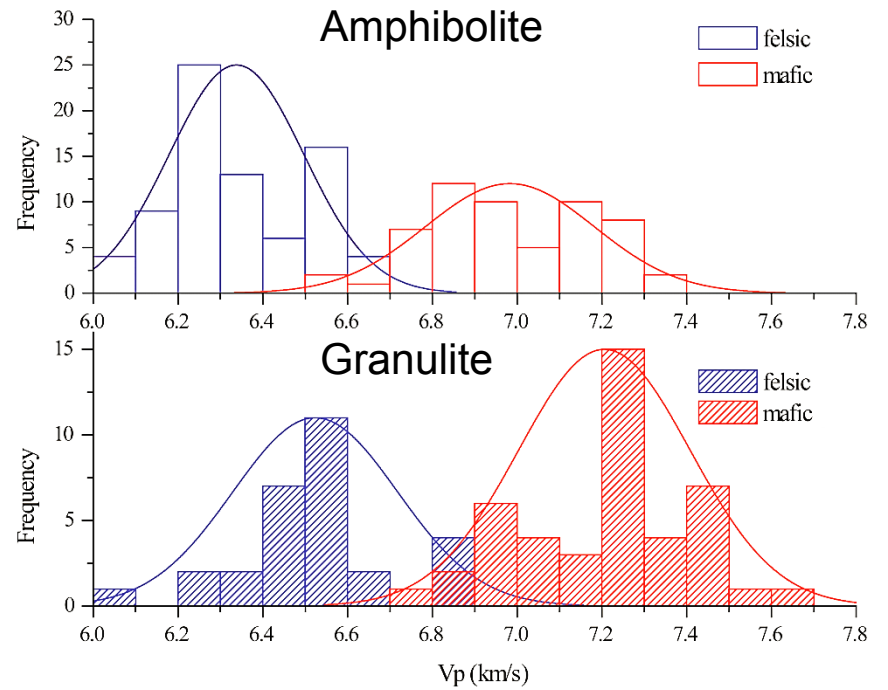 Amphibolite
felsic
mafic
Frequency
30
25
20
15
10
5
0
6.0 6.2 6.4 6.6 6.8 7.0 7.2 7.4 7.6 7.8
Granulite
felsic
mafic
Frequency
15
10
5
0
6.0 6.2 6.4 6.6 6.8 7.0 7.2 7.4 7.6 7.8
Vp (km/s)